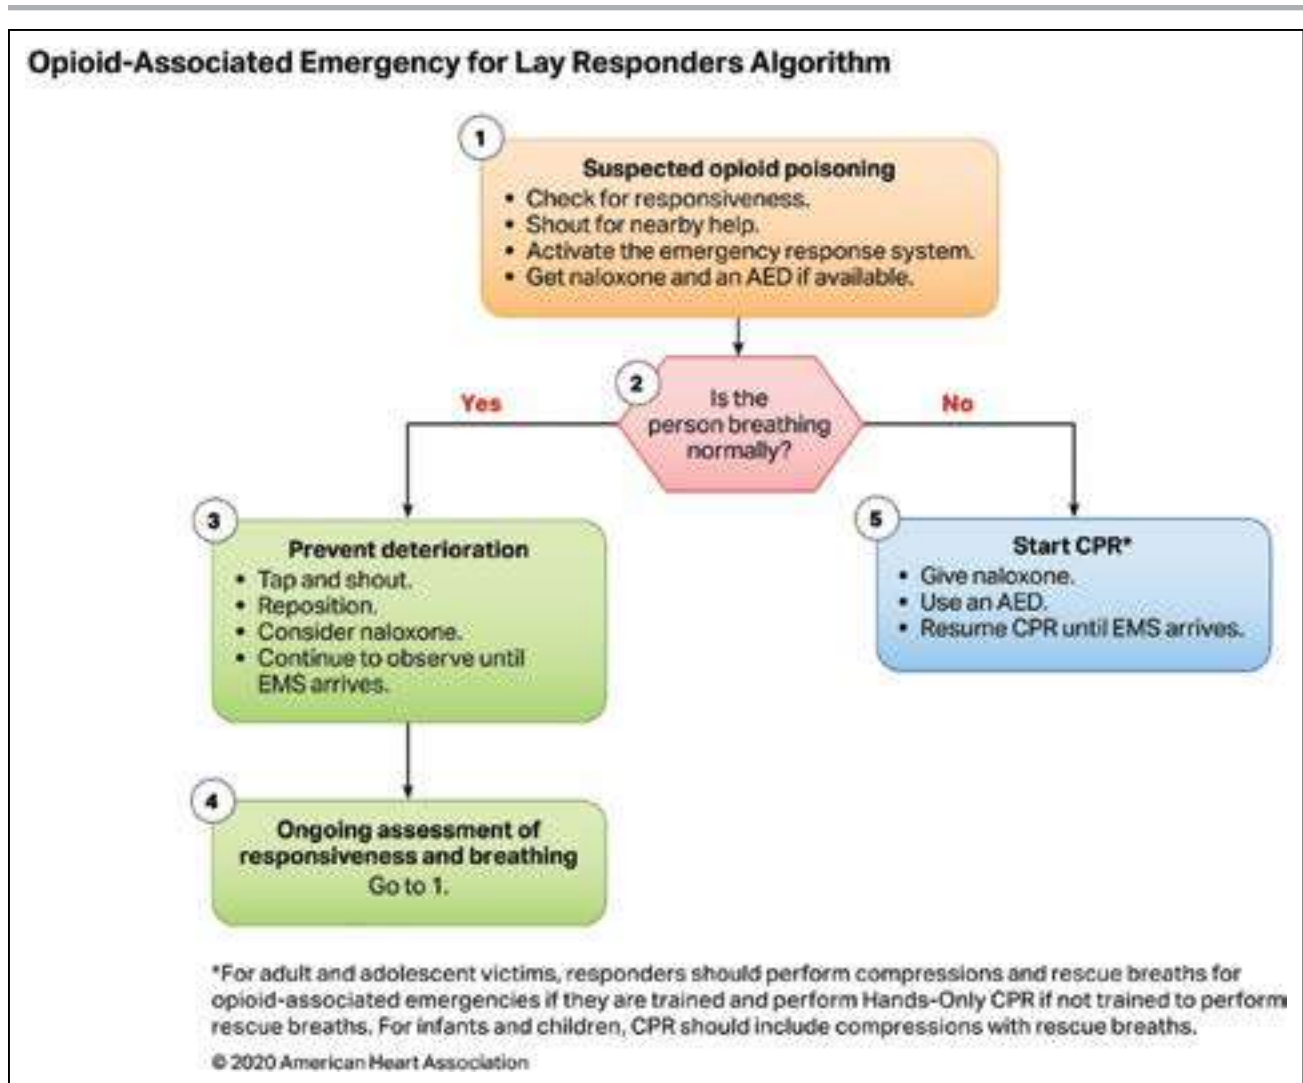 Opioid-Associated Emergency for Lay Responders Algorithm
1
Suspected opioid poisoning
• Check for responsiveness.
• Shout for nearby help.
• Activate the emergency response system.
• Get naloxone and an AED if available.
2
Is the
person breathing
normally?
Yes
No
3
Prevent deterioration
• Tap and shout.
• Reposition.
• Consider naloxone.
• Continue to observe until
EMS arrives.
4
Ongoing assessment of
responsiveness and breathing
Go to 1.
5
Start CPR*
• Give naloxone.
• Use an AED.
• Resume CPR until EMS arrives.
*For adult and adolescent victims, responders should perform compressions and rescue breaths for
opioid-associated emergencies if they are trained and perform Hands-Only CPR if not trained to perform
rescue breaths. For infants and children, CPR should include compressions with rescue breaths.
© 2020 American Heart Association